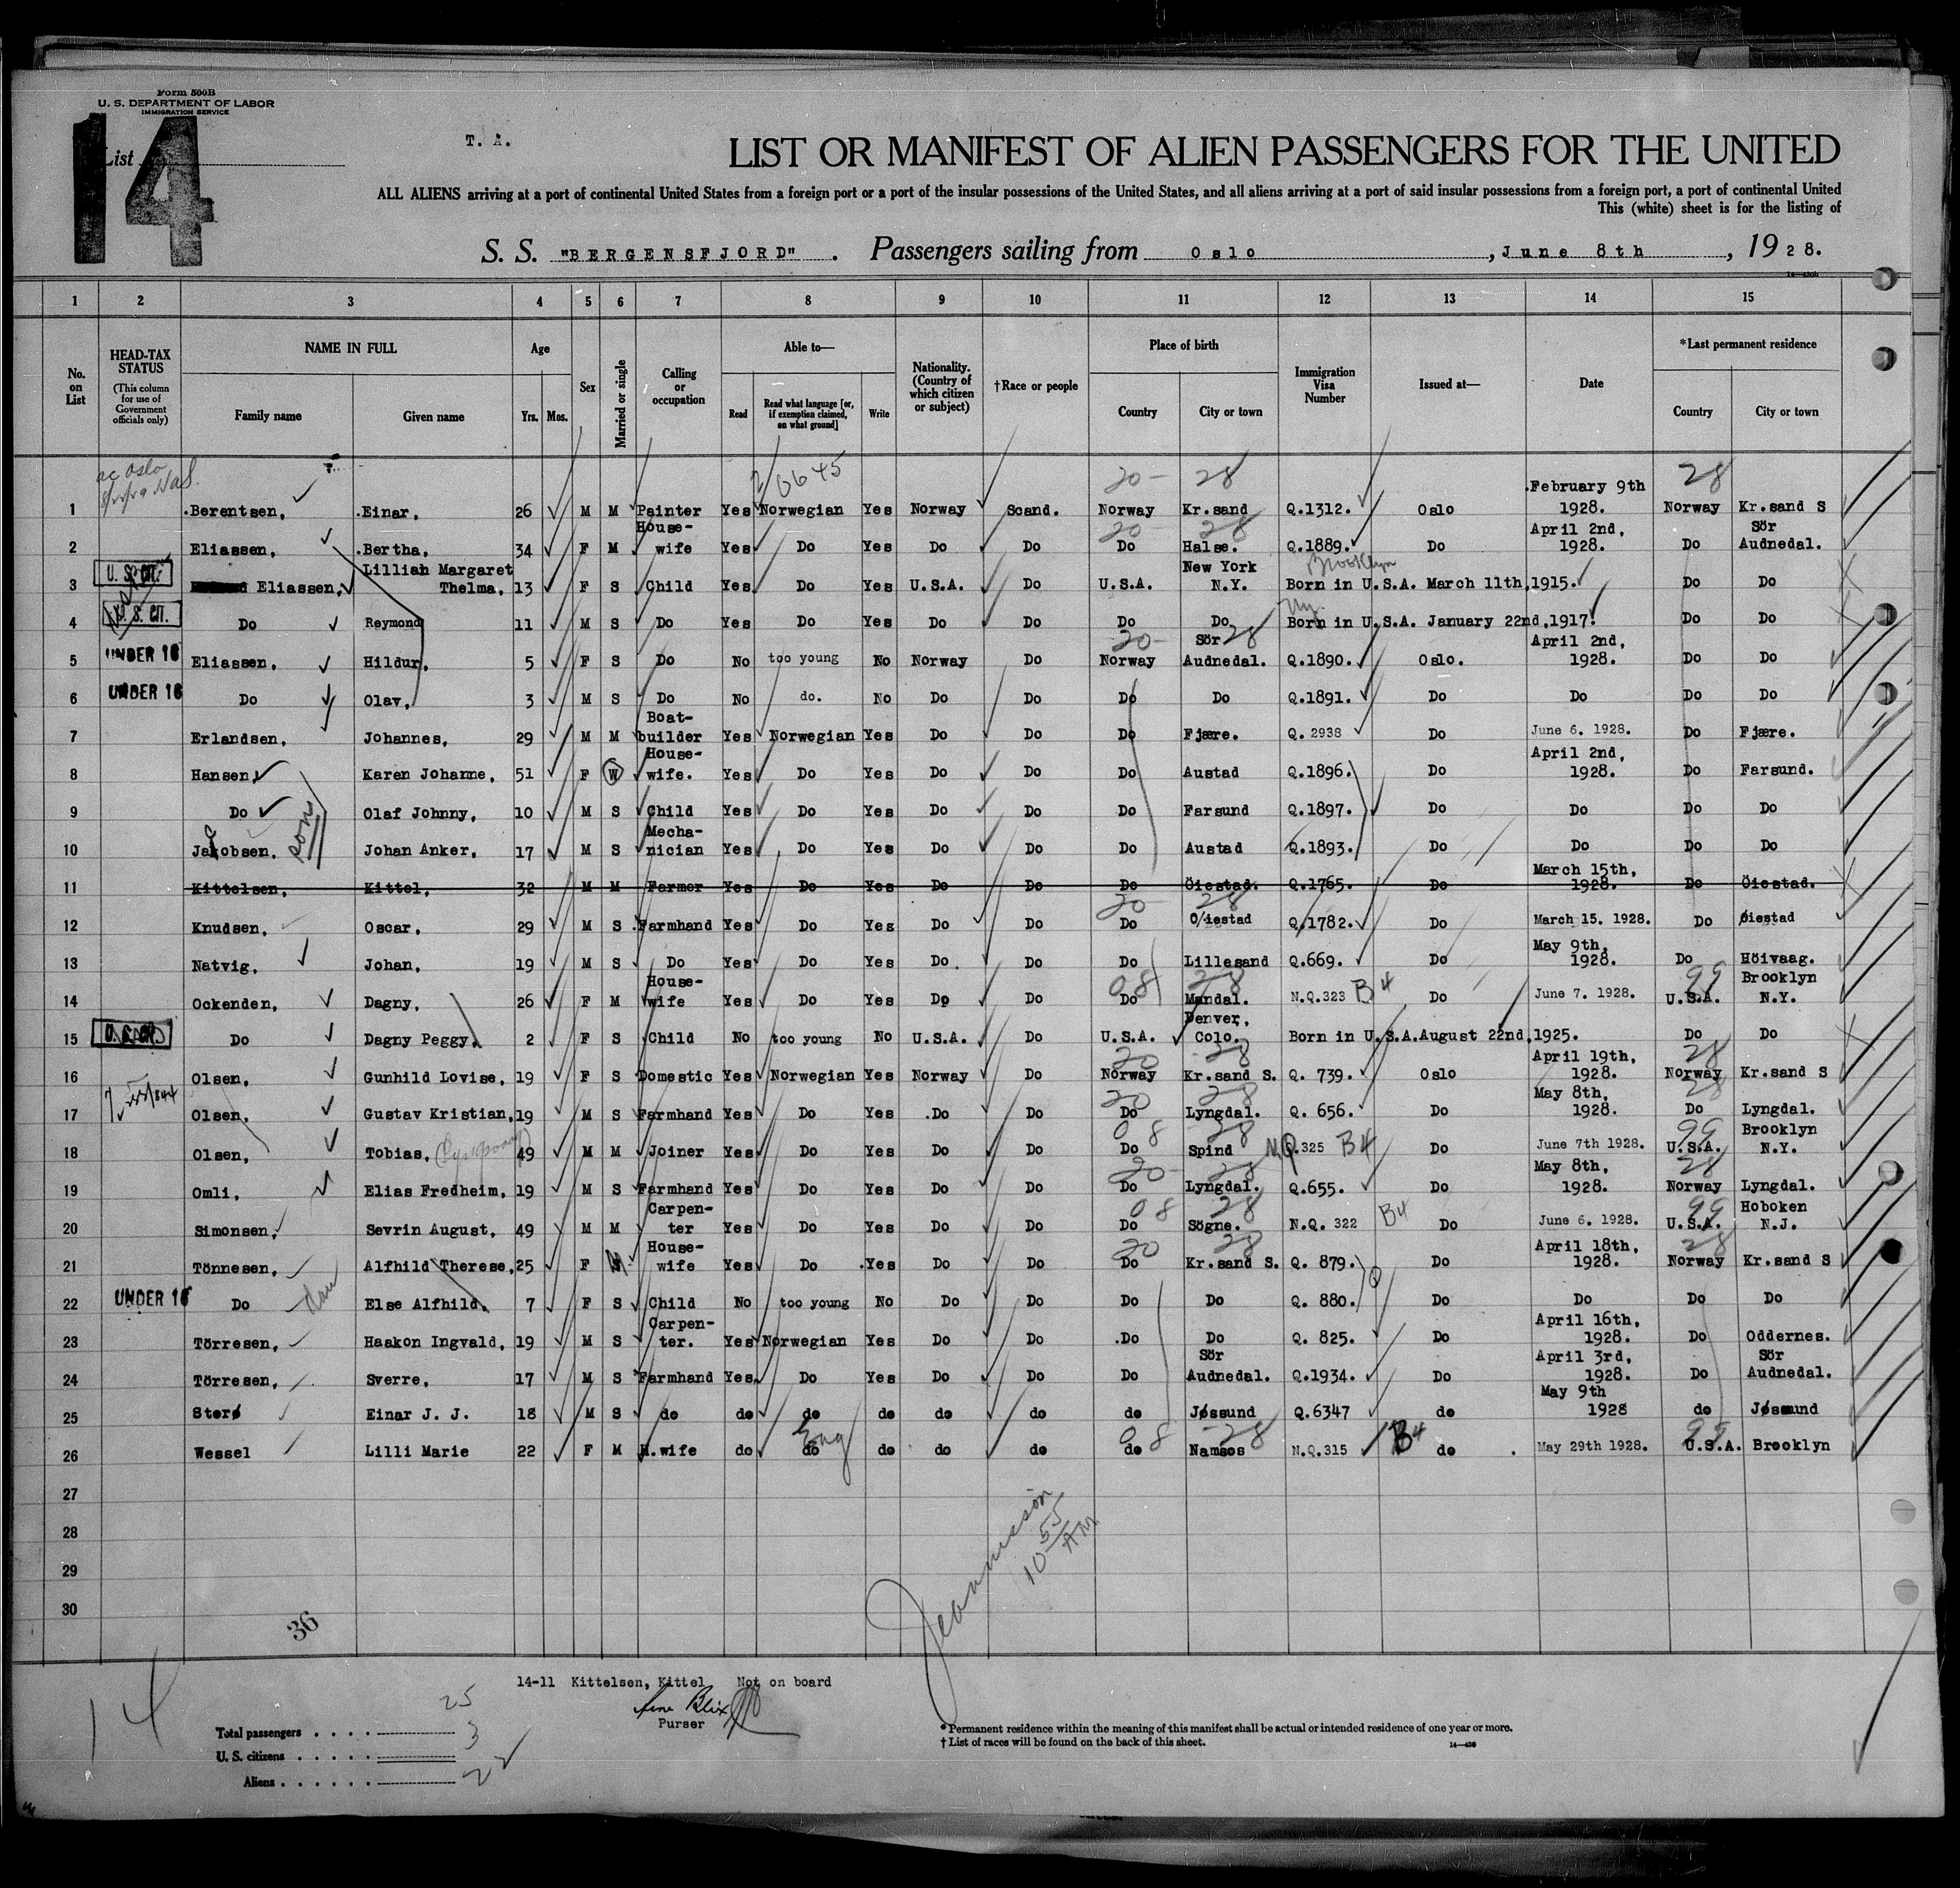 Form 500B
U. S. DEPARTMENT OF LABOR
IMMIGRATION SERVICE
List 14
T. A.
LIST OR MANIFEST OF ALIEN PASSENGERS FOR THE UNITED
ALL ALIENS arriving at a port of continental United States from a foreign port or a port of the insular possessions of the United States, and all aliens arriving at a port of said insular possessions from a foreign port, a port of continental United
This (white) sheet is for the listing of
S. S. "BERGENSFJORD". Passengers sailing from Oslo, June 8th, 1928.
1 2 3 4 5 6 7 8 9 10 11 12 13 14 15
No. on List
HEAD-TAX STATUS (This column for use of Government officials only)
NAME IN FULL
Family name Given name
Age Yrs. Mos.
Sex
Married or single
Calling or occupation
Able to— Read Read what language [or, if exemption claimed, on what ground] Write
Nationality. (Country of which citizen or subject)
†Race or people
Place of birth Country City or town
Immigration Visa Number
Issued at—
Date
*Last permanent residence Country City or town
1 Berentsen, Einar, 26 M M Painter Yes Norwegian Yes Norway Scand. Norway Kr.sand Q.1312. Oslo February 9th 1928. Norway Kr.sand S
2 Eliassen, Bertha, 34 F M House-wife Yes Do Yes Do Do Do Halse. Q.1889. Do April 2nd, 1928. Do Sör Audnedal.
3 U. S. CIT. Eliassen, Lillian Margaret Thelma, 13 F S Child Yes Do Yes U.S.A. Do U.S.A. New York N.Y. Brooklyn Born in U.S.A. March 11th, 1915. Do Do
4 U. S. CIT. Do Reymond 11 M S Do Yes Do Yes Do Do Do Do Born in U.S.A. January 22nd, 1917. Do Do
5 UNDER 16 Eliassen, Hildur, 5 F S Do No too young No Norway Do Norway Sör Audnedal. Q.1890. Oslo. April 2nd, 1928. Do Do
6 UNDER 16 Do Olav, 3 M S Do No do. No Do Do Do Do Q.1891. Do Do Do Do
7 Erlandsen, Johannes, 29 M M Boat-builder Yes Norwegian Yes Do Do Do Fjære. Q. 2938 Do June 6. 1928. Do Fjære.
8 Hansen, Karen Johanne, 51 F W House-wife. Yes Do Yes Do Do Do Austad Q.1896. Do April 2nd, 1928. Do Farsund.
9 Do Olaf Johnny, 10 M S Child Yes Do Yes Do Do Do Farsund Q.1897. Do Do Do Do
10 Jakobsen, son Johan Anker, 17 M S Mecha-nician Yes Do Yes Do Do Do Austad Q.1893. Do Do Do Do
11 Kittelsen, Kittel, 32 M M Farmer Yes Do Yes Do Do Do Öiestad. Q.1765. Do March 15th, 1928. Do Öiestad.
12 Knudsen, Oscar, 29 M S Farmhand Yes Do Yes Do Do Do O/iestad Q.1782. Do March 15. 1928. Do Øiestad
13 Natvig, Johan, 19 M S Do Yes Do Yes Do Do Do Lillesand Q.669. Do May 9th, 1928. Do Höivaag.
14 Ockenden, Dagny, 26 F M House-wife Yes Do Yes Do Do Do Mandal. N.Q.323 B4 Do June 7. 1928. U.S.A. Brooklyn N.Y.
15 Do Dagny Peggy, 2 F S Child No too young No U.S.A. Do U.S.A. Denver, Colo. Born in U.S.A. August 22nd, 1925. Do Do
16 Olsen, Gunhild Lovise, 19 F S Domestic Yes Norwegian Yes Norway Do Norway Kr.sand S. Q. 739. Oslo April 19th, 1928. Norway Kr.sand S
17 Olsen, Gustav Kristian, 19 M S Farmhand Yes Do Yes Do Do Do Lyngdal. Q. 656. Do May 8th, 1928. Do Lyngdal.
18 Olsen, Tobias, 49 M M Joiner Yes Do Yes Do Do Do Spind N.Q.325 B4 Do June 7th 1928. U.S.A. Brooklyn N.Y.
19 Omli, Elias Fredheim, 19 M S Farmhand Yes Do Yes Do Do Do Lyngdal. Q.655. Do May 8th, 1928. Norway Lyngdal.
20 Simonsen, Sevrin August, 49 M M Carpen-ter Yes Do Yes Do Do Do Sögne. N.Q. 322 B4 Do June 6. 1928. U.S.A. Hoboken N.J.
21 Tönnesen, Alfhild Therese, 25 F M House-wife Yes Do Yes Do Do Do Kr.sand S. Q. 879. Do April 18th, 1928. Norway Kr.sand S
22 UNDER 16 Do Else Alfhild. 7 F S Child No too young No Do Do Do Do Q. 880. Do Do Do Do
23 Törresen, Haakon Ingvald, 19 M S Carpen-ter. Yes Norwegian Yes Do Do Do Do Q. 825. Do April 16th, 1928. Do Oddernes.
24 Törresen, Sverre, 17 M S Farmhand Yes Do Yes Do Do Do Sör Audnedal. Q.1934. Do April 3rd, 1928. Do Sör Audnedal.
25 Sterø Einar J. J. 18 M S do do do do do do do Jøssund Q.6347 do May 9th 1928 do Jøssund
26 Wessel Lilli Marie 22 F M H.wife do do Eng do do do do Namsos N.Q.315 B4 do May 29th 1928. U.S.A. Brooklyn
27
28
29
30
36
10 55 AM
14-11 Kittelsen, Kittel Not on board
Purser
14
Total passengers . . . . 25
U. S. citizens . . . . . 3
Aliens . . . . . . 22
* Permanent residence within the meaning of this manifest shall be actual or intended residence of one year or more.
† List of races will be found on the back of this sheet.